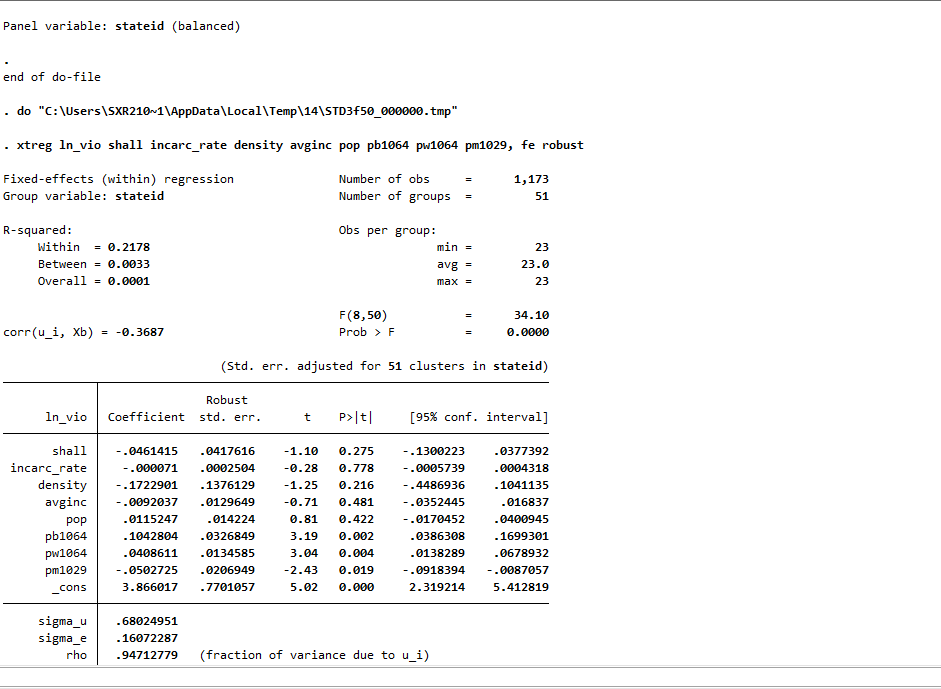 Panel variable: stateid (balanced)
.
end of do-file
. do "C:\Users\SXR210~1\AppData\Local\Temp\14\STD3f50_000000.tmp"
. xtreg ln_vio shall incarc_rate density avginc pop pb1064 pw1064 pm1029, fe robust
Fixed-effects (within) regression Number of obs = 1,173
Group variable: stateid Number of groups = 51
R-squared: Obs per group:
Within = 0.2178 min = 23
Between = 0.0033 avg = 23.0
Overall = 0.0001 max = 23
F(8,50) = 34.10
corr(u_i, Xb) = -0.3687 Prob > F = 0.0000
(Std. err. adjusted for 51 clusters in stateid)
Robust
ln_vio Coefficient std. err. t P>|t| [95% conf. interval]
shall -.0461415 .0417616 -1.10 0.275 -.1300223 .0377392
incarc_rate -.000071 .0002504 -0.28 0.778 -.0005739 .0004318
density -.1722901 .1376129 -1.25 0.216 -.4486936 .1041135
avginc -.0092037 .0129649 -0.71 0.481 -.0352445 .016837
pop .0115247 .014224 0.81 0.422 -.0170452 .0400945
pb1064 .1042804 .0326849 3.19 0.002 .0386308 .1699301
pw1064 .0408611 .0134585 3.04 0.004 .0138289 .0678932
pm1029 -.0502725 .0206949 -2.43 0.019 -.0918394 -.0087057
_cons 3.866017 .7701057 5.02 0.000 2.319214 5.412819
sigma_u .68024951
sigma_e .16072287
rho .94712779 (fraction of variance due to u_i)